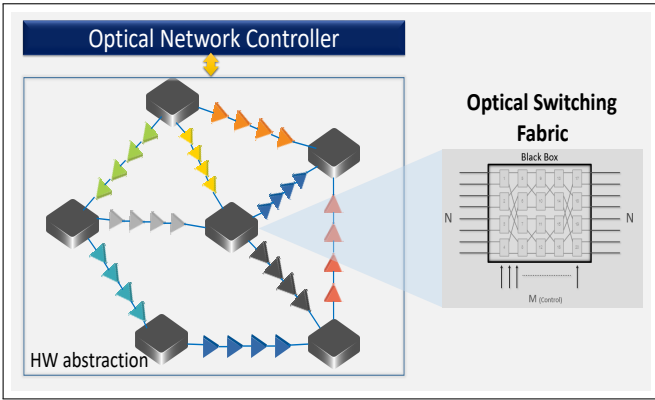 Optical Network Controller
Optical Switching
Fabric
Black Box
N
N
M (Control)
HW abstraction